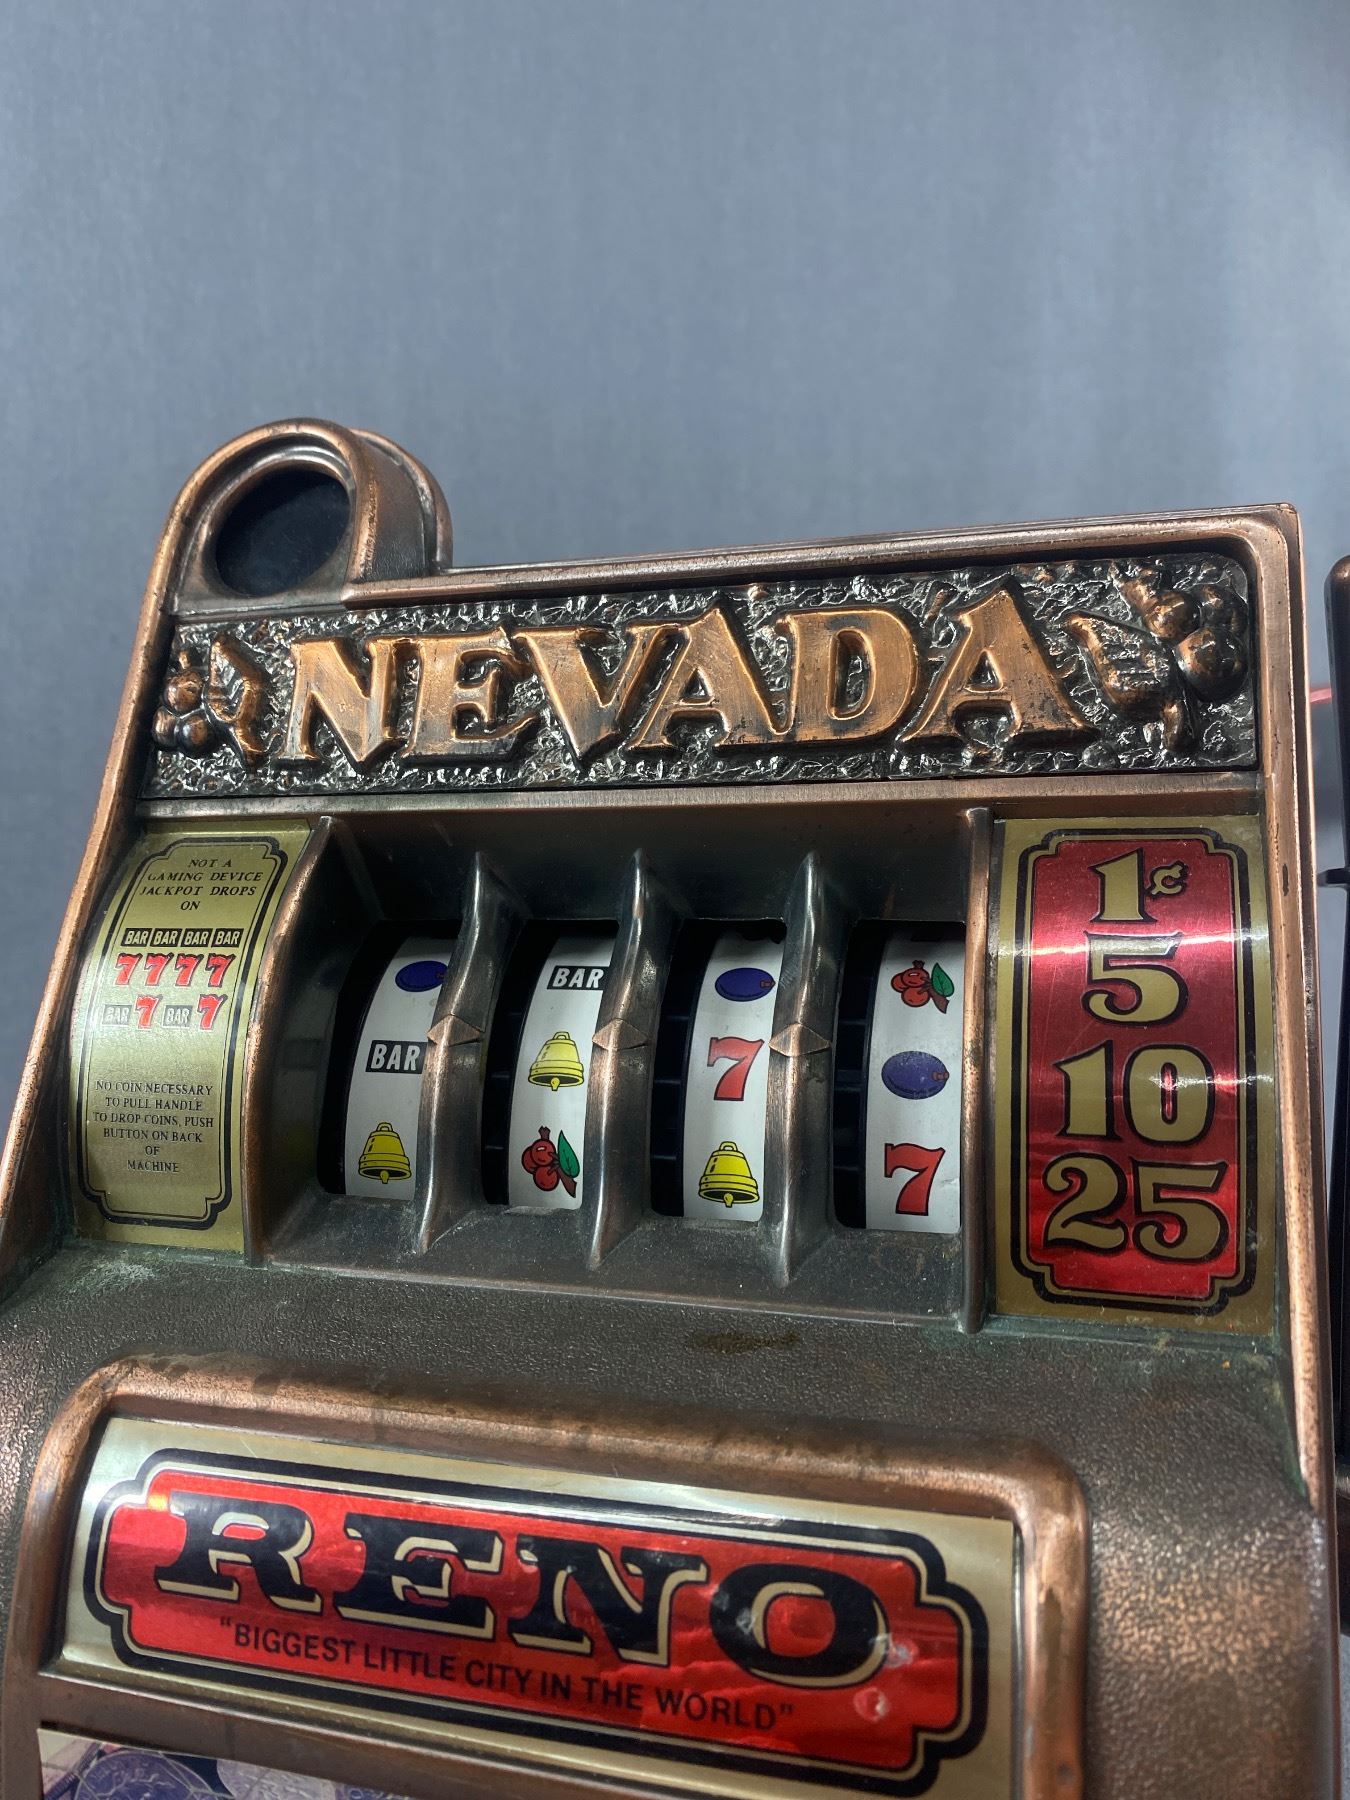 NEVADA
NOT A
GAMING DEVICE
JACKPOT DROPS
ON
BAR BAR BAR BAR
7777
BAR 7 BAR 7
NO COIN NECESSARY
TO PULL HANDLE
TO DROP COINS, PUSH
BUTTON ON BACK
OF
MACHINE
BAR
BAR
7
7
1¢
5
10
25
RENO
"BIGGEST LITTLE CITY IN THE WORLD"